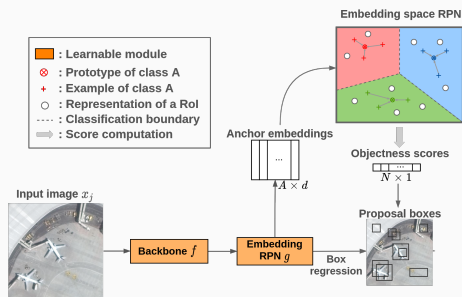 Embedding space RPN
: Learnable module
: Prototype of class A
: Example of class A
: Representation of a RoI
: Classification boundary
: Score computation
Anchor embeddings
...
A × d
Objectness scores
...
N × 1
Input image x_j
Proposal boxes
Backbone f
Embedding
RPN g
Box
regression